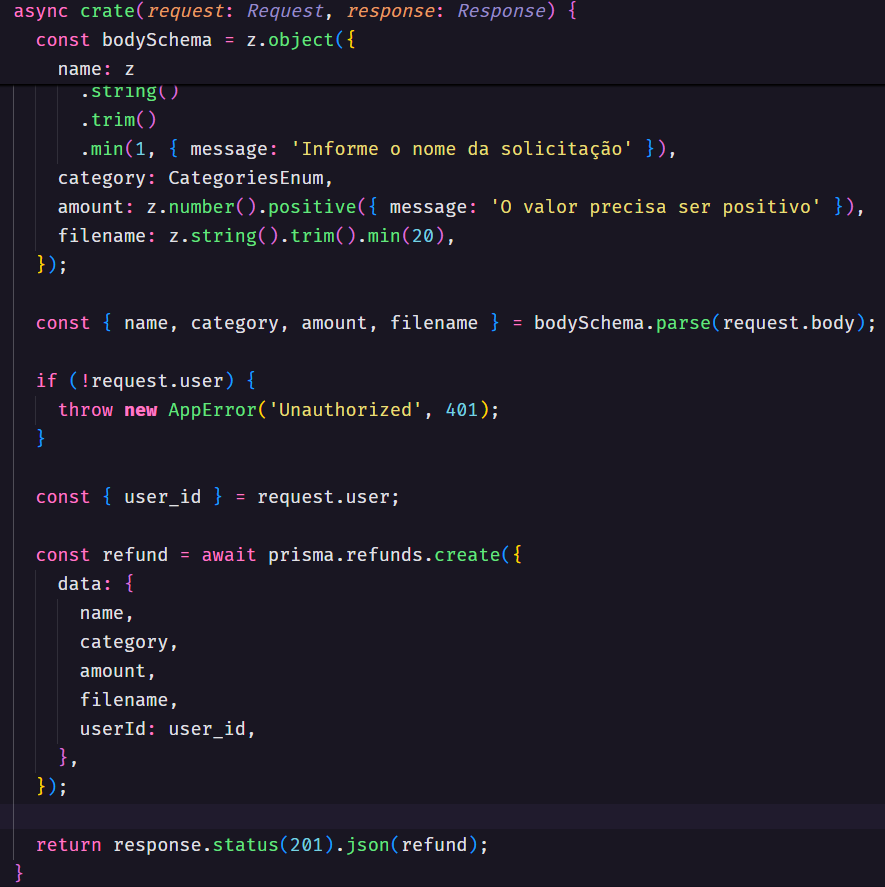 async crate(request: Request, response: Response) {
const bodySchema = z.object({
name: z
.string()
.trim()
.min(1, { message: 'Informe o nome da solicitação' }),
category: CategoriesEnum,
amount: z.number().positive({ message: 'O valor precisa ser positivo' }),
filename: z.string().trim().min(20),
});
const { name, category, amount, filename } = bodySchema.parse(request.body);
if (!request.user) {
throw new AppError('Unauthorized', 401);
}
const { user_id } = request.user;
const refund = await prisma.refunds.create({
data: {
name,
category,
amount,
filename,
userId: user_id,
},
});
return response.status(201).json(refund);
}